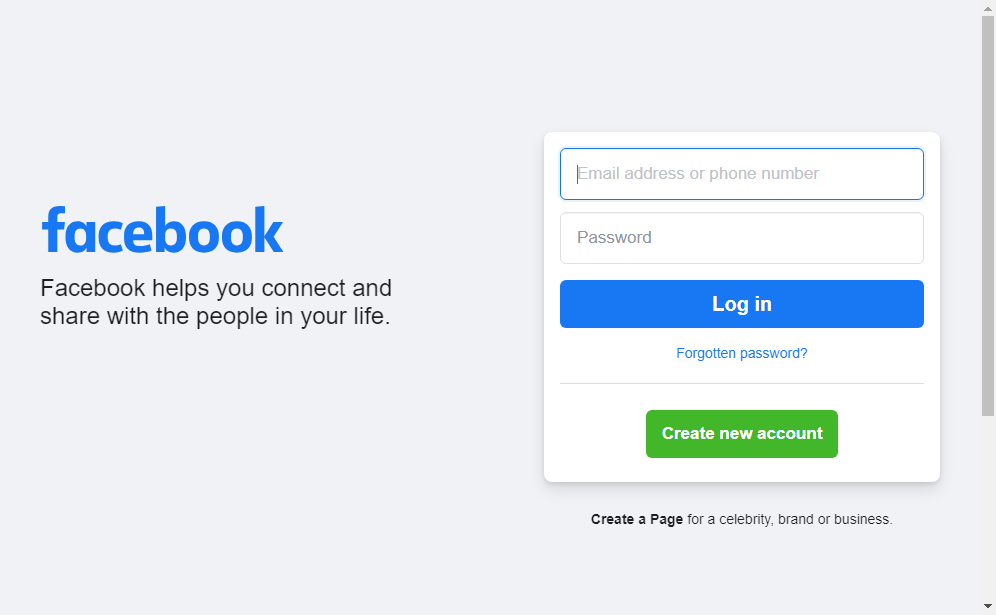 facebook
Facebook helps you connect and
share with the people in your life.
Email address or phone number
Password
Log in
Forgotten password?
Create new account
Create a Page for a celebrity, brand or business.